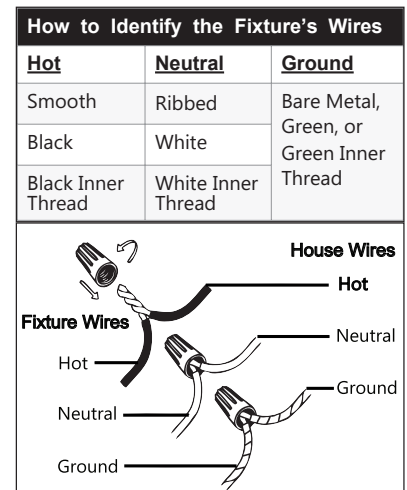 How to Identify the Fixture's Wires
Hot Neutral Ground
Smooth Ribbed Bare Metal, Green, or Green Inner Thread
Black White
Black Inner Thread White Inner Thread
House Wires
Hot
Fixture Wires
Neutral
Hot
Ground
Neutral
Ground